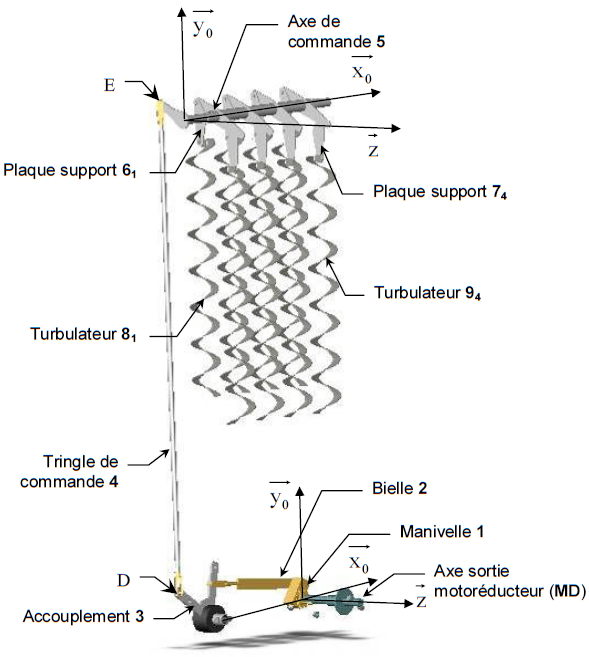 y0
Axe de
commande 5
x0
E
z
Plaque support 61
Plaque support 74
Turbulateur 94
Turbulateur 81
Tringle de
commande 4
y0
Bielle 2
Manivelle 1
x0
D
Axe sortie
motoréducteur (MD)
z
Accouplement 3